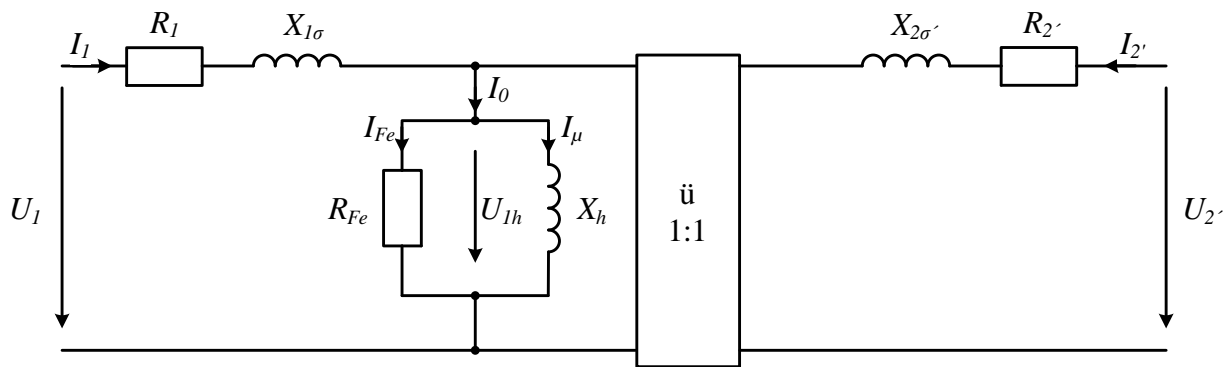 R1
X1σ
X2σ´
R2´
I1
I2'
I0
IFe
Iμ
U1
RFe
U1h
Xh
ü
1:1
U2´